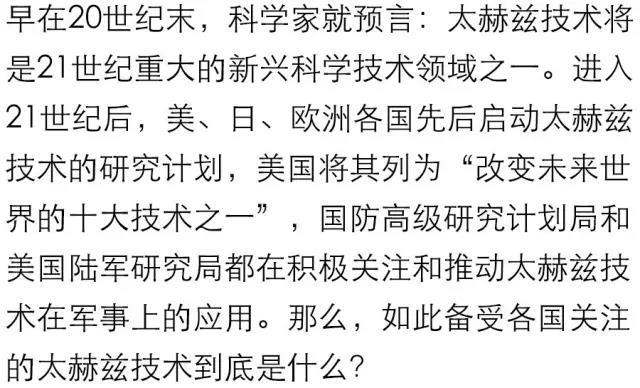 早在20世纪末，科学家就预言：太赫兹技术将
是21世纪重大的新兴科学技术领域之一。进入
21世纪后，美、日、欧洲各国先后启动太赫兹
技术的研究计划，美国将其列为“改变未来世
界的十大技术之一”，国防高级研究计划局和
美国陆军研究局都在积极关注和推动太赫兹技
术在军事上的应用。那么，如此备受各国关注
的太赫兹技术到底是什么？